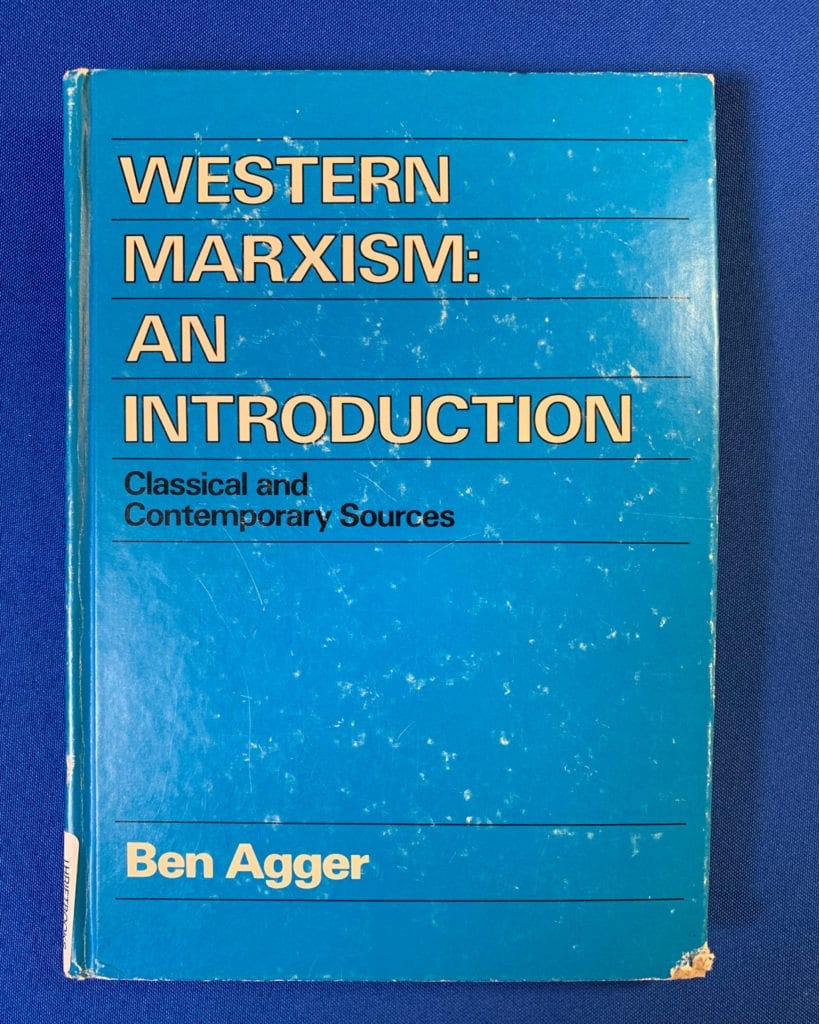 WESTERN
MARXISM:
AN
INTRODUCTION
Classical and
Contemporary Sources
Ben Agger